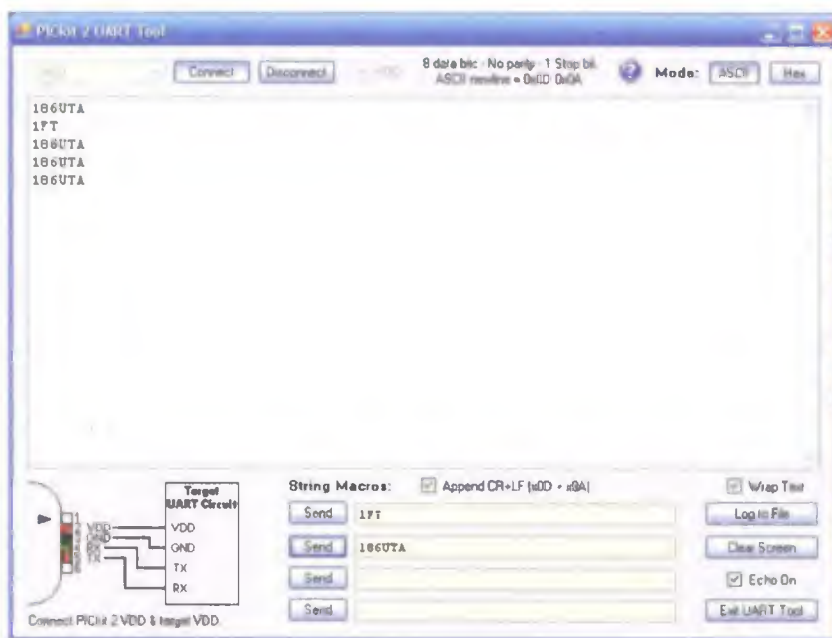 PICkit 2 UART Tool
Connect Disconnect 8 data bits - No parity - 1 Stop bit. Mode: ASCII Hex
ASCII newline = 0x0D 0x0A
186UTA
1FT
186UTA
186UTA
186UTA
Target
UART Circuit
VDD
GND
TX
RX
1
VDD
GND
Connect PICkit 2 VDD & target VDD.
String Macros: Append CR+LF (x0D + x0A) Wrap Text
Send 1FT Log to File
Send 186UTA Clear Screen
Send Echo On
Send Exit UART Tool